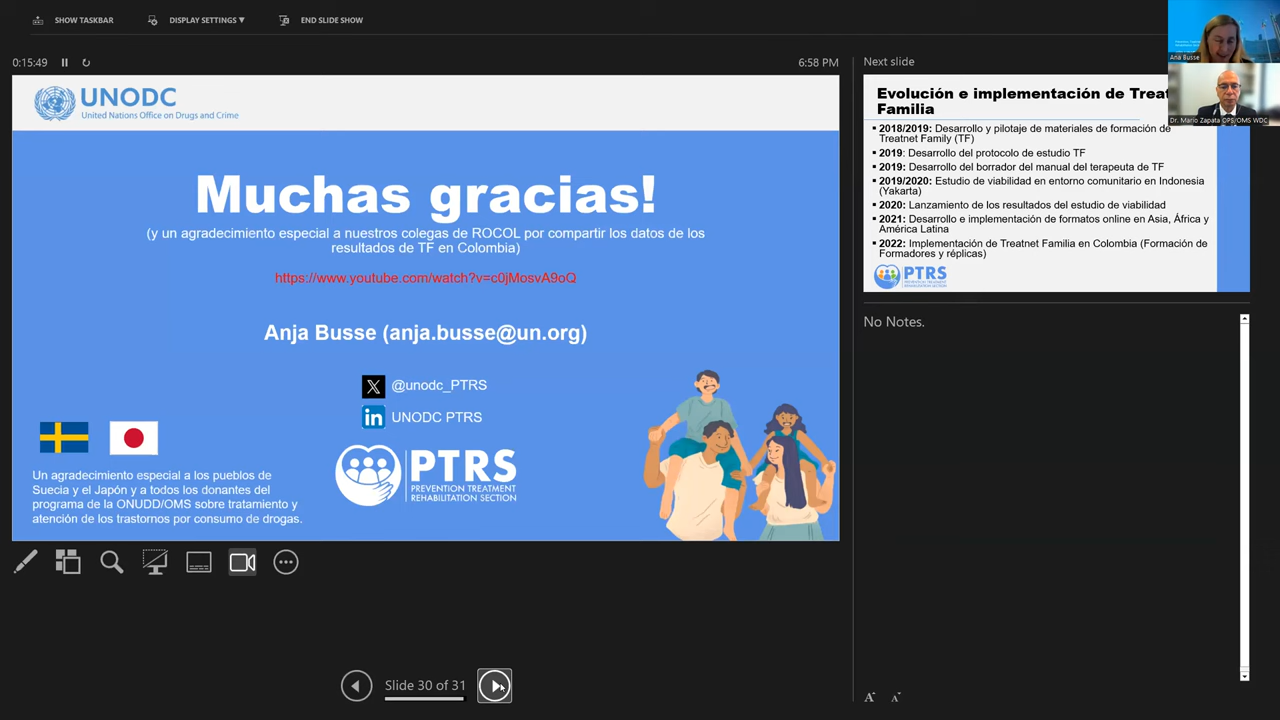 SHOW TASKBAR
DISPLAY SETTINGS ▼
END SLIDE SHOW
0:15:49
6:58 PM
UNODC
United Nations Office on Drugs and Crime
Muchas gracias!
(y un agradecimiento especial a nuestros colegas de ROCOL por compartir los datos de los
resultados de TF en Colombia)
https://www.youtube.com/watch?v=c0jMosvA9oQ
Anja Busse (anja.busse@un.org)
@unodc_PTRS
in UNODC PTRS
PTRS
PREVENTION TREATMENT
REHABILITATION SECTION
Un agradecimiento especial a los pueblos de
Suecia y el Japón y a todos los donantes del
programa de la ONUDD/OMS sobre tratamiento y
atención de los trastornos por consumo de drogas.
Slide 30 of 31
Next slide
Evolución e implementación de Treat
Familia
▪ 2018/2019: Desarrollo y pilotaje de materiales de formación de
Treatnet Family (TF)
▪ 2019: Desarrollo del protocolo de estudio TF
▪ 2019: Desarrollo del borrador del manual del terapeuta de TF
▪ 2019/2020: Estudio de viabilidad en entorno comunitario en Indonesia
(Yakarta)
▪ 2020: Lanzamiento de los resultados del estudio de viabilidad
▪ 2021: Desarrollo e implementación de formatos online en Asia, África y
América Latina
▪ 2022: Implementación de Treatnet Familia en Colombia (Formación de
Formadores y réplicas)
PTRS
No Notes.
A A
Anja Busse
Dr. Mario Zapata OPS/OMS WDC